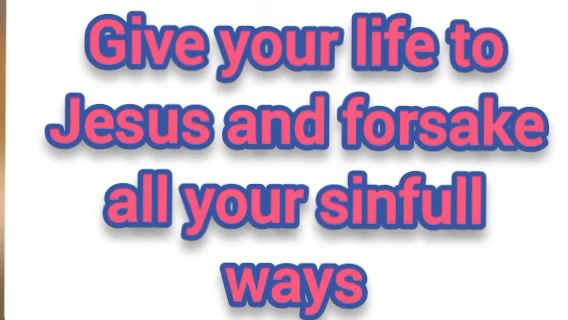 Give your life to
Jesus and forsake
all your sinfull
ways